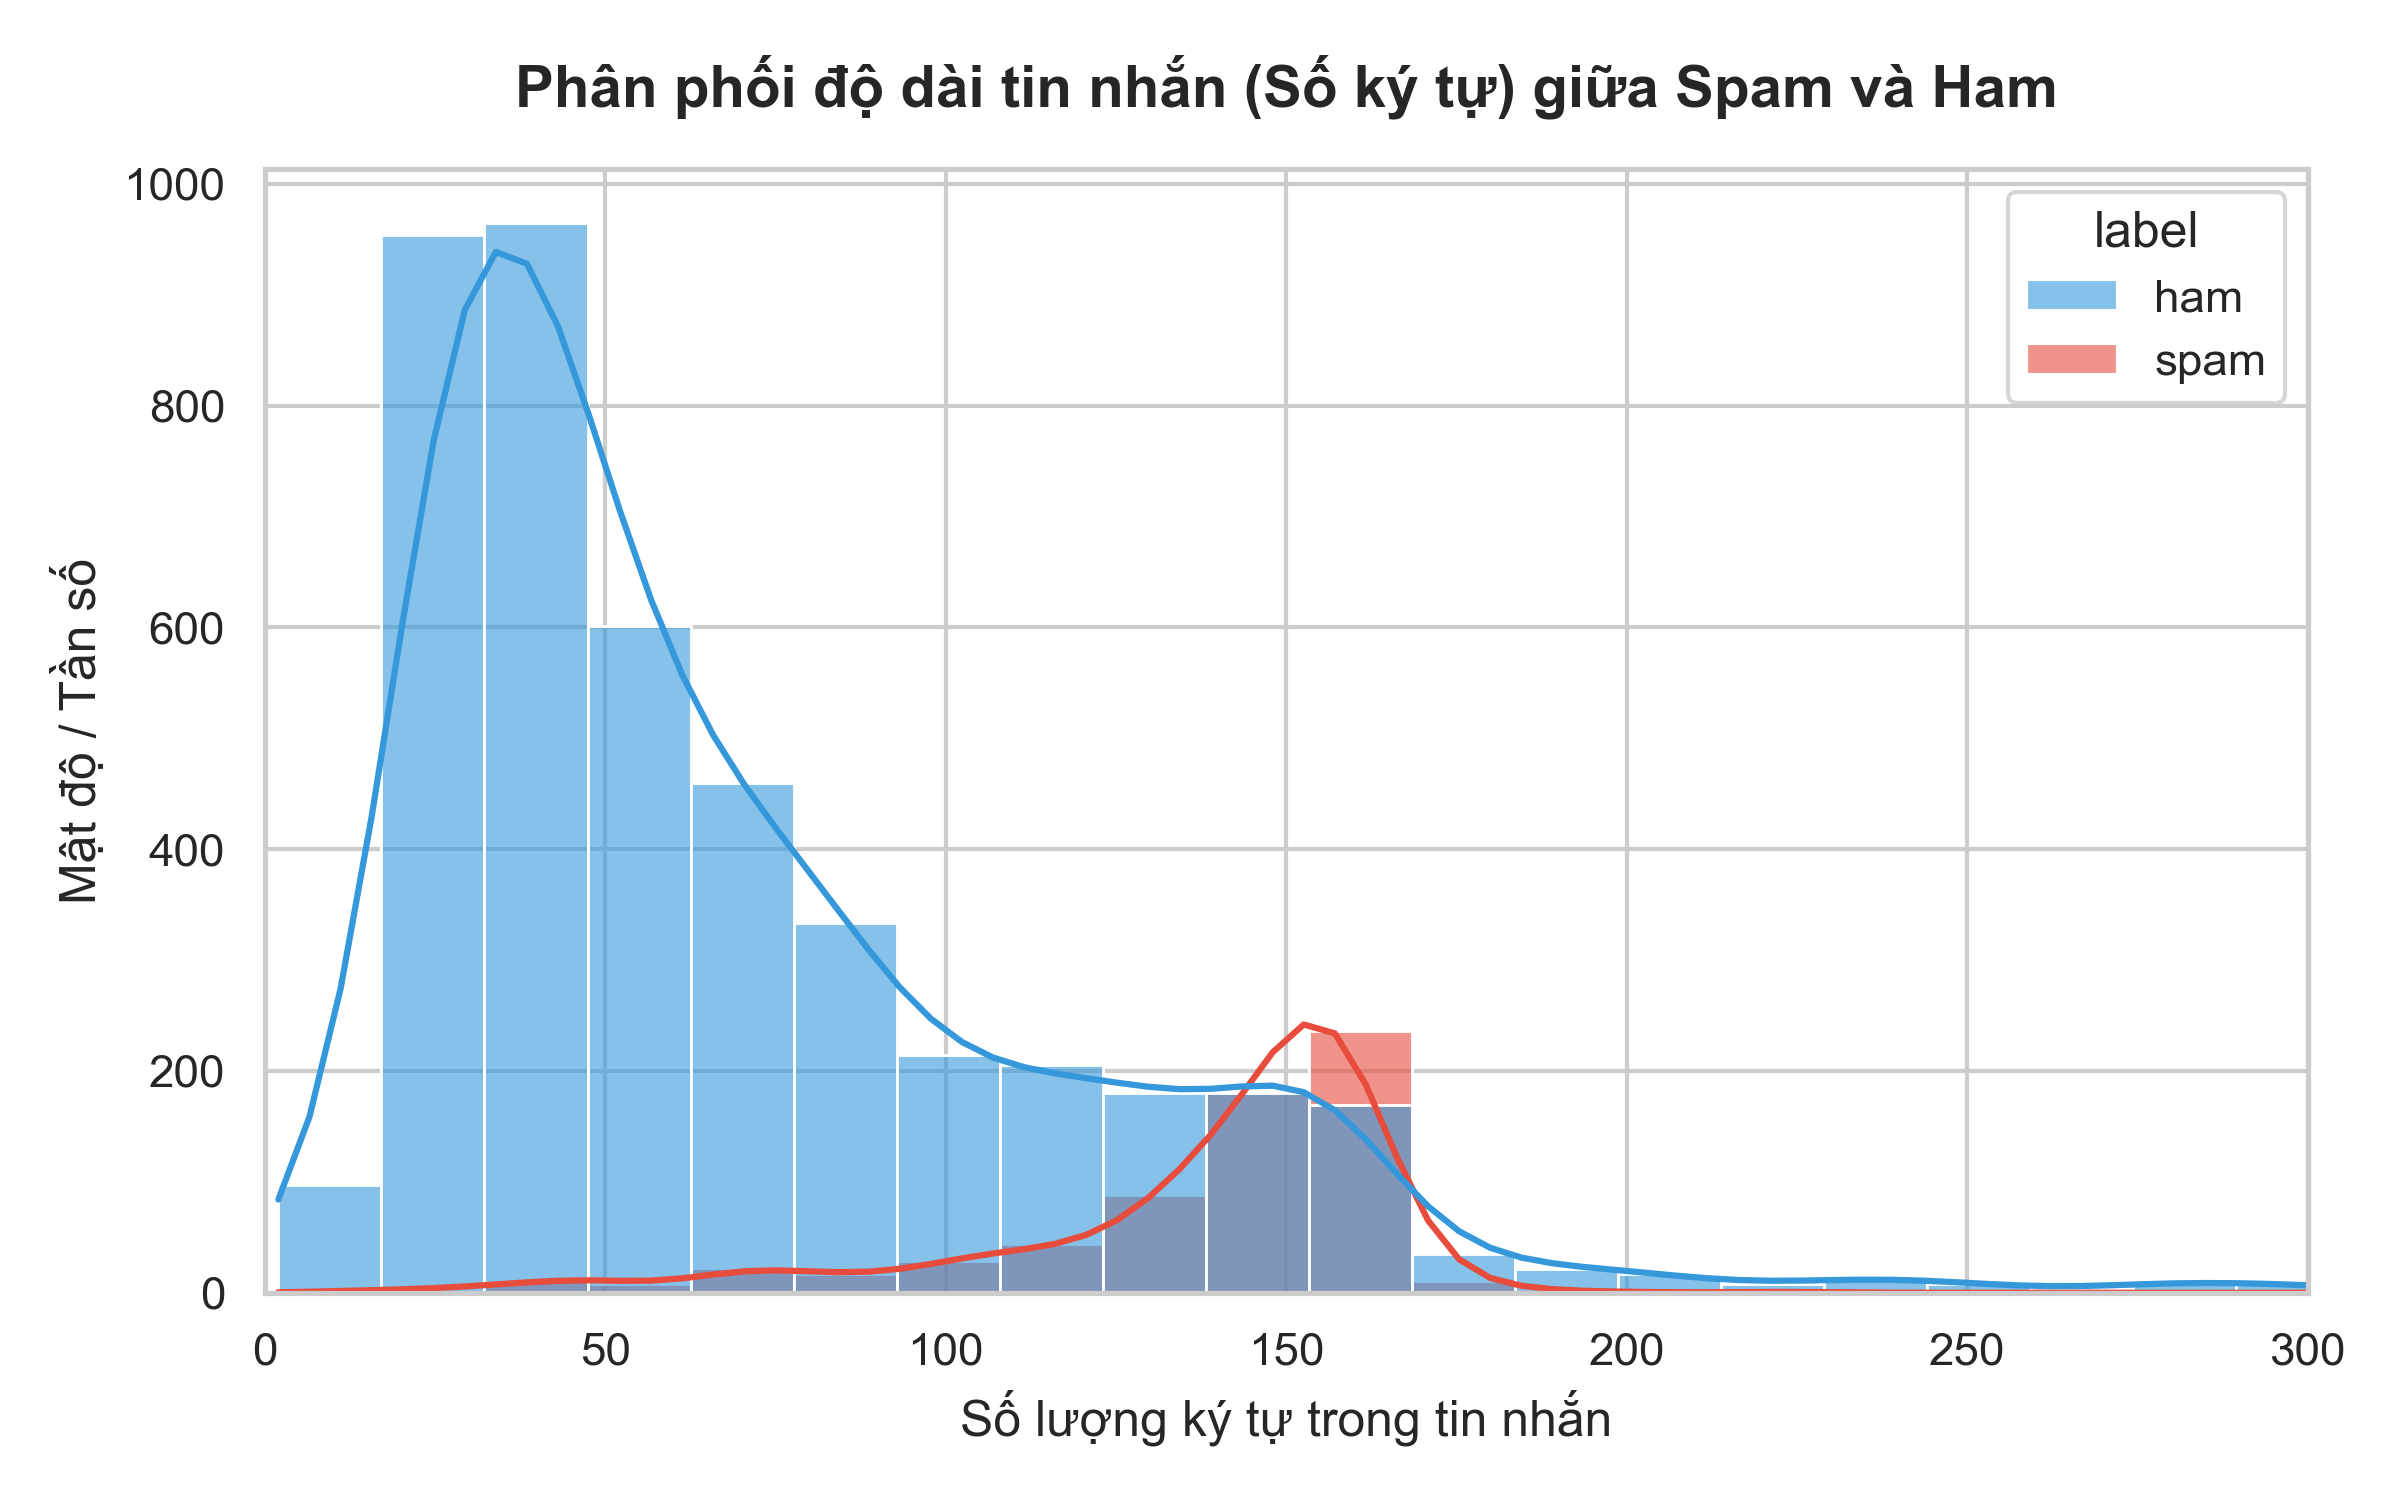 Phân phối độ dài tin nhắn (Số ký tự) giữa Spam và Ham
1000
800
600
400
200
0
Mật độ / Tần số
label
ham
spam
0 50 100 150 200 250 300
Số lượng ký tự trong tin nhắn